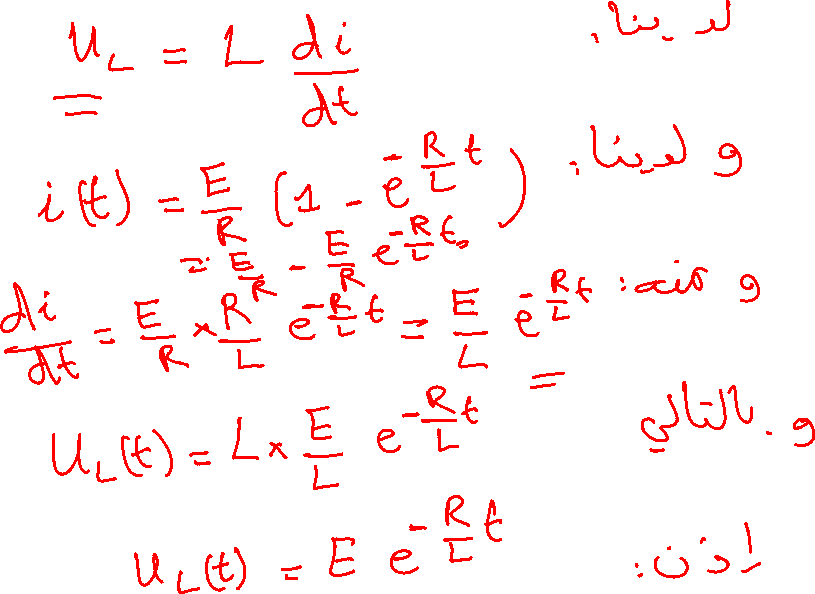 لدينا: U_L = L di/dt
و لدينا: i(t) = E/R (1 - e^{-R/L t})
= E/R - E/R e^{-R/L t}.
و منه: di/dt = E/R × R/L e^{-R/L t} = E/L e^{-R/L t}
و بالتالي U_L(t) = L × E/L e^{-R/L t}
إذن: U_L(t) = E e^{-R/L t}